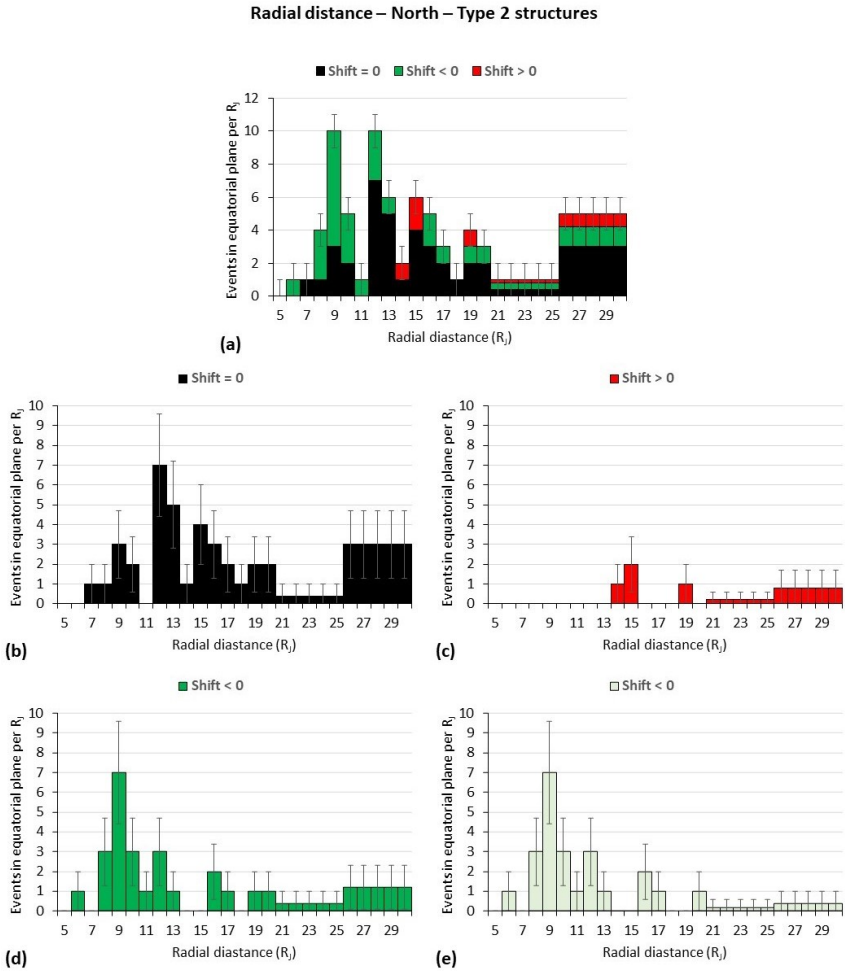 Radial distance – North – Type 2 structures
Shift = 0 Shift < 0 Shift > 0
Events in equatorial plane per RJ
12
10
8
6
4
2
0
5 7 9 11 13 15 17 19 21 23 25 27 29
Radial diastance (RJ)
(a)
Shift = 0
Events in equatorial plane per RJ
10
9
8
7
6
5
4
3
2
1
0
5 7 9 11 13 15 17 19 21 23 25 27 29
Radial diastance (RJ)
(b)
Shift > 0
Events in equatorial plane per RJ
10
9
8
7
6
5
4
3
2
1
0
5 7 9 11 13 15 17 19 21 23 25 27 29
Radial diastance (RJ)
(c)
Shift < 0
Events in equatorial plane per RJ
10
9
8
7
6
5
4
3
2
1
0
5 7 9 11 13 15 17 19 21 23 25 27 29
Radial diastance (RJ)
(d)
Shift < 0
Events in equatorial plane per RJ
10
9
8
7
6
5
4
3
2
1
0
5 7 9 11 13 15 17 19 21 23 25 27 29
Radial diastance (RJ)
(e)